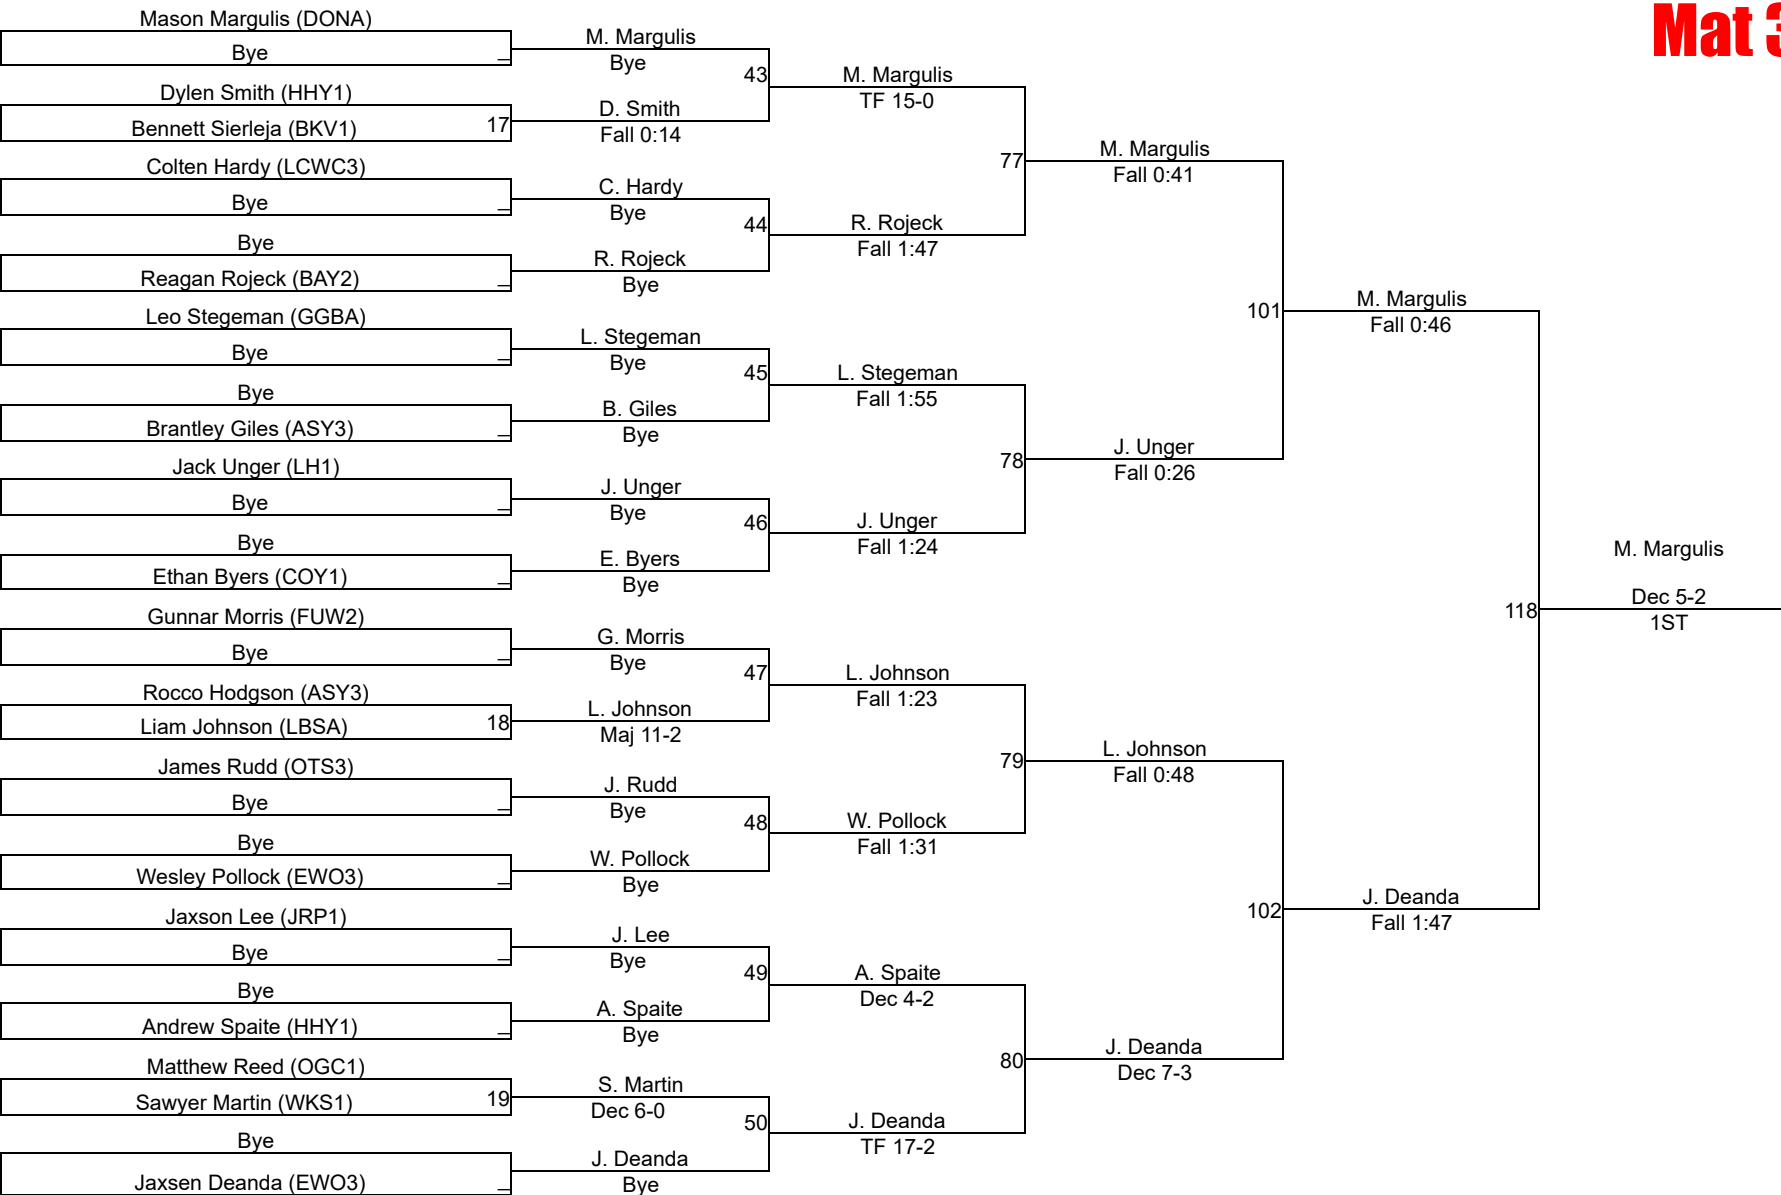 Mat 3
Mason Margulis (DONA)
Bye
Dylen Smith (HHY1)
Bennett Sierleja (BKV1)
17
Colten Hardy (LCWC3)
Bye
Bye
Reagan Rojeck (BAY2)
Leo Stegeman (GGBA)
Bye
Bye
Brantley Giles (ASY3)
Jack Unger (LH1)
Bye
Bye
Ethan Byers (COY1)
Gunnar Morris (FUW2)
Bye
Rocco Hodgson (ASY3)
Liam Johnson (LBSA)
18
James Rudd (OTS3)
Bye
Bye
Wesley Pollock (EWO3)
Jaxson Lee (JRP1)
Bye
Bye
Andrew Spaite (HHY1)
Matthew Reed (OGC1)
Sawyer Martin (WKS1)
19
Bye
Jaxsen Deanda (EWO3)
M. Margulis
Bye
43
D. Smith
Fall 0:14
C. Hardy
Bye
44
R. Rojeck
Bye
L. Stegeman
Bye
45
B. Giles
Bye
J. Unger
Bye
46
E. Byers
Bye
G. Morris
Bye
47
L. Johnson
Maj 11-2
J. Rudd
Bye
48
W. Pollock
Bye
J. Lee
Bye
49
A. Spaite
Bye
S. Martin
Dec 6-0
50
J. Deanda
Bye
M. Margulis
TF 15-0
77
R. Rojeck
Fall 1:47
L. Stegeman
Fall 1:55
78
J. Unger
Fall 1:24
L. Johnson
Fall 1:23
79
W. Pollock
Fall 1:31
A. Spaite
Dec 4-2
80
J. Deanda
TF 17-2
M. Margulis
Fall 0:41
101
J. Unger
Fall 0:26
L. Johnson
Fall 0:48
102
J. Deanda
Dec 7-3
M. Margulis
Fall 0:46
118
J. Deanda
Fall 1:47
M. Margulis
Dec 5-2
1ST